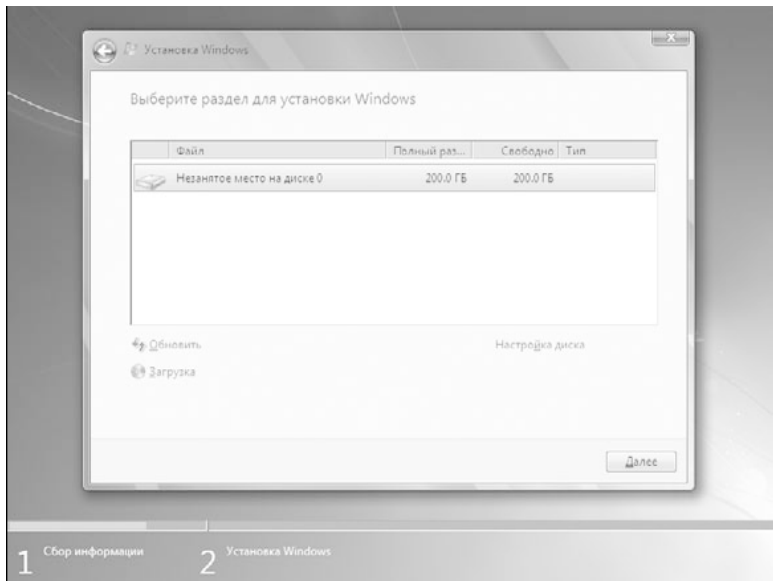 Установка Windows
Выберите раздел для установки Windows
Файл Полный раз... Свободно Тип
Незанятое место на диске 0 200.0 ГБ 200.0 ГБ
Обновить Настройка диска
Загрузка
Далее
1 Сбор информации 2 Установка Windows